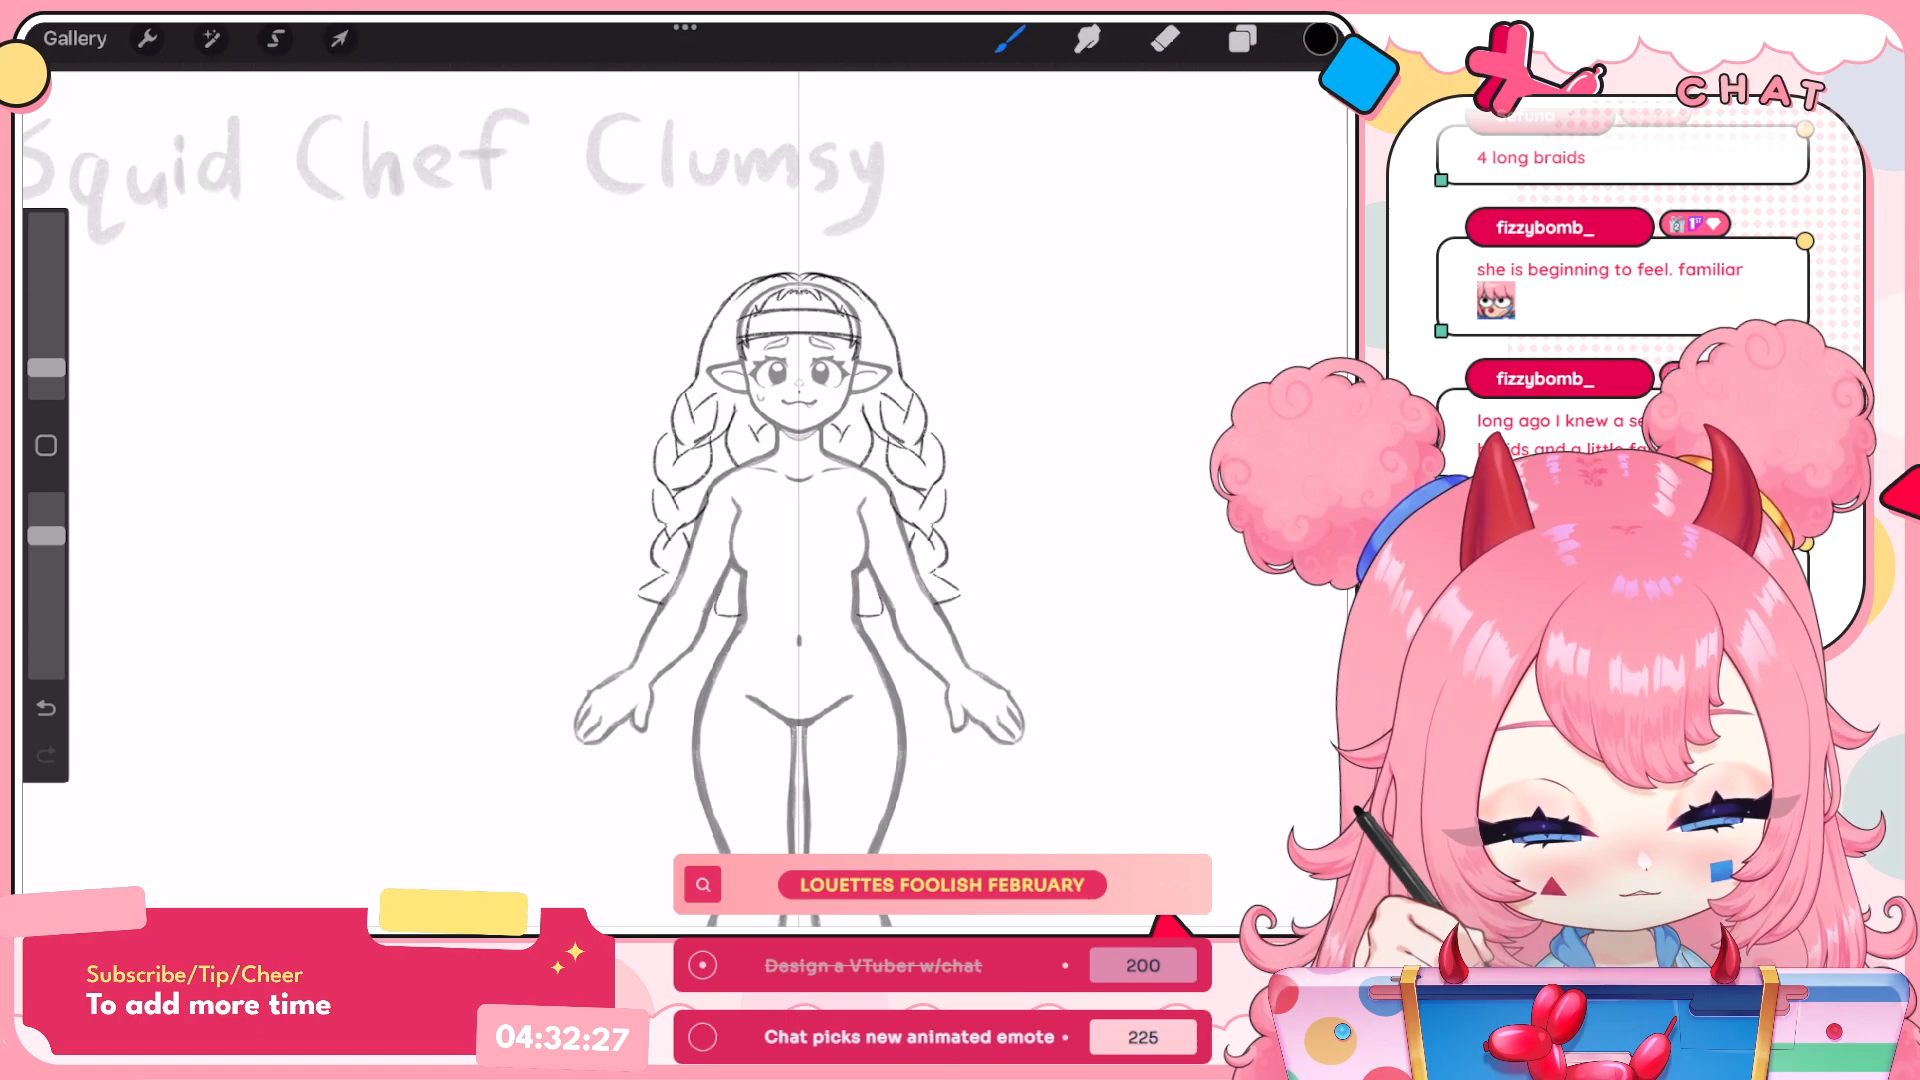 Gallery
Squid Chef Clumsy
CHAT
4 long braids
fizzybomb_
she is beginning to feel. familiar
fizzybomb_
long ago I knew a
LOUETTES FOOLISH FEBRUARY
Design a VTuber w/chat • 200
Chat picks new animated emote • 225
Subscribe/Tip/Cheer
To add more time
04:32:27